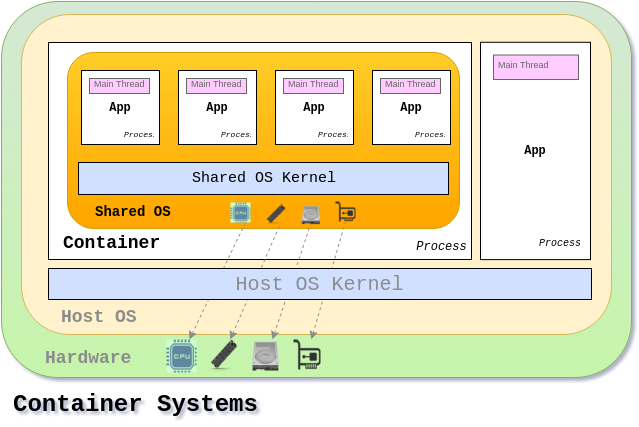 Main Thread
App
Proces.
Main Thread
App
Proces.
Main Thread
App
Proces.
Main Thread
App
Proces.
Main Thread
App
Process
Shared OS Kernel
Shared OS
CPU
Container
Process
Host OS Kernel
Host OS
Hardware
CPU
Container Systems